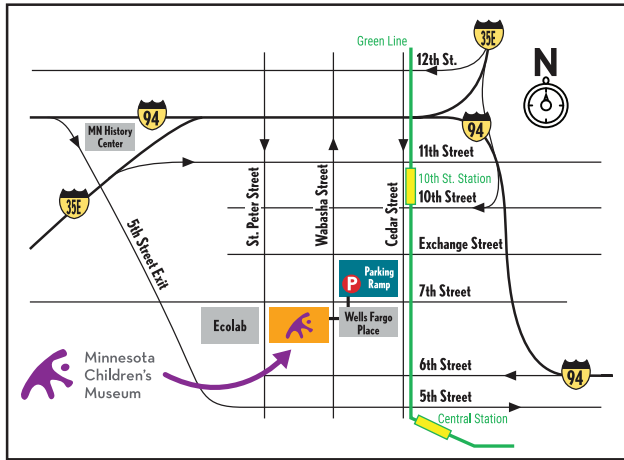 Green Line
35E
12th St.
N
94
MN History
Center
94
11th Street
10th St. Station
10th Street
35E
St. Peter Street
Wabasha Street
Cedar Street
5th Street Exit
Exchange Street
P
Parking
Ramp
7th Street
Ecolab
Wells Fargo
Place
Minnesota
Children's
Museum
6th Street
94
5th Street
Central Station